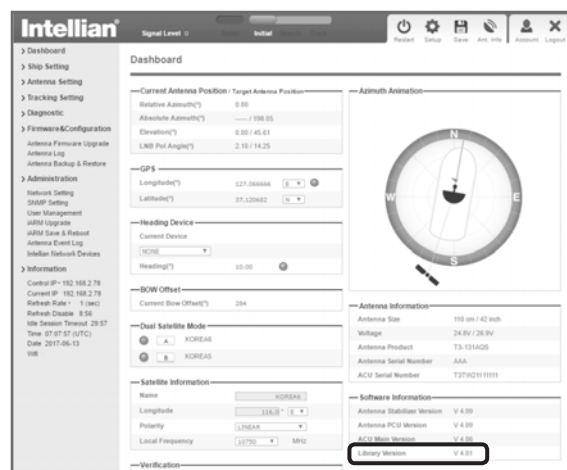 Intellian®
Signal Level 0
Setup Initial Search Track
Restart Setup Save Ant. Info Account Logout
> Dashboard
> Ship Setting
> Antenna Setting
> Tracking Setting
> Diagnostic
> Firmware&Configuration
Antenna Firmware Upgrade
Antenna Log
Antenna Backup & Restore
> Administration
Network Setting
SNMP Setting
User Management
iARM Upgrade
iARM Save & Reboot
Antenna Event Log
Intellian Network Devices
> Information
Control IP · 192.168.2.78
Current IP 192.168.2.78
Refresh Rate · 1 (sec)
Refresh Disable 8:56
Idle Session Timeout 29:57
Time 07:07:57 (UTC)
Date 2017-06-13
Dashboard
Current Antenna Position / Target Antenna Position
Relative Azimuth(°) 0.00
Absolute Azimuth(°) ----- / 198.05
Elevation(°) 0.00 / 45.61
LNB Pol Angle(°) 2.10 / 14.25
GPS
Longitude(°) 127.066666 E
Latitude(°) 37.120682 N
Heading Device
Current Device
NONE
Heading(°) 10.00
BOW Offset
Current Bow Offset(°) 284
Dual Satellite Mode
A KOREA6
B KOREA5
Satellite Information
Name KOREA6
Longitude 116.0 ° E
Polarity LINEAR
Local Frequency 10750 MHz
Verification
Azimuth Animation
N
W E
S
Antenna Information
Antenna Size 110 cm / 42 inch
Voltage 24.8V / 26.9V
Antenna Product T3-131AQS
Antenna Serial Number AAA
ACU Serial Number
Software Information
Antenna Stabilizer Version V 4.09
Antenna PCU Version V 4.09
ACU Main Version V 4.06
Library Version V 4.01